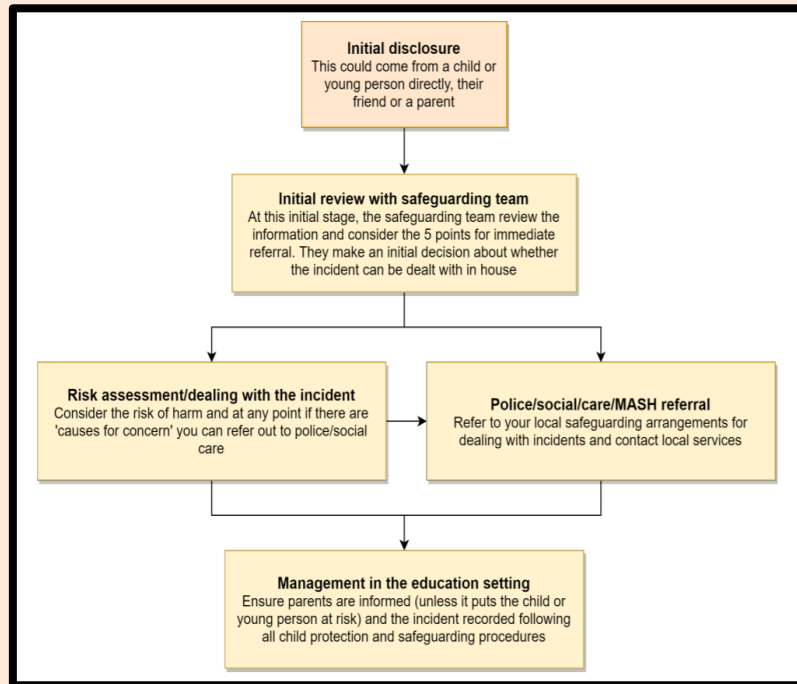 Initial disclosure
This could come from a child or
young person directly, their
friend or a parent
Initial review with safeguarding team
At this initial stage, the safeguarding team review the
information and consider the 5 points for immediate
referral. They make an initial decision about whether
the incident can be dealt with in house
Risk assessment/dealing with the incident
Consider the risk of harm and at any point if there are
'causes for concern' you can refer out to police/social
care
Police/social/care/MASH referral
Refer to your local safeguarding arrangements for
dealing with incidents and contact local services
Management in the education setting
Ensure parents are informed (unless it puts the child or
young person at risk) and the incident recorded following
all child protection and safeguarding procedures